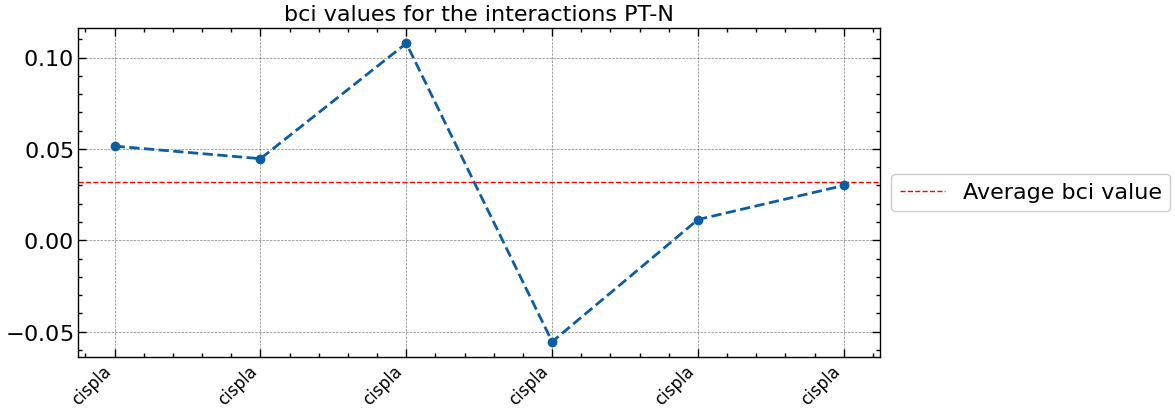 bci values for the interactions PT-N
0.10
0.05
0.00
−0.05
cispla
cispla
cispla
cispla
cispla
cispla
Average bci value